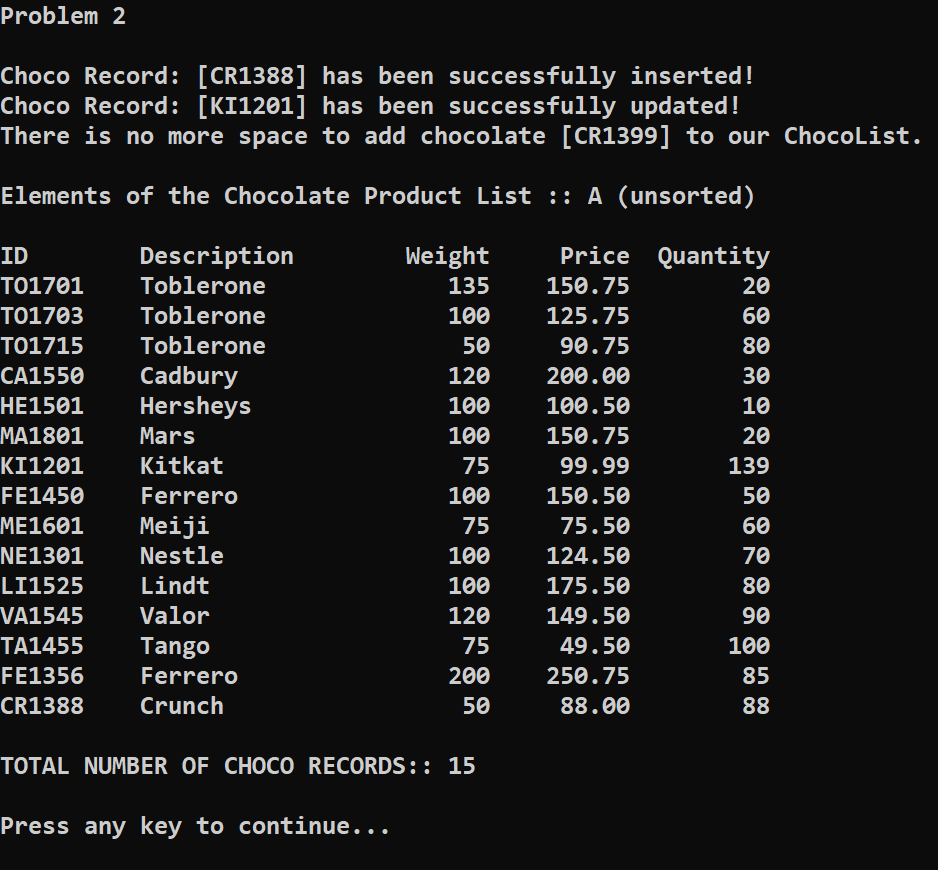 Problem 2
Choco Record: [CR1388] has been successfully inserted!
Choco Record: [KI1201] has been successfully updated!
There is no more space to add chocolate [CR1399] to our ChocoList.
Elements of the Chocolate Product List :: A (unsorted)
ID Description Weight Price Quantity
TO1701 Toblerone 135 150.75 20
TO1703 Toblerone 100 125.75 60
TO1715 Toblerone 50 90.75 80
CA1550 Cadbury 120 200.00 30
HE1501 Hersheys 100 100.50 10
MA1801 Mars 100 150.75 20
KI1201 Kitkat 75 99.99 139
FE1450 Ferrero 100 150.50 50
ME1601 Meiji 75 75.50 60
NE1301 Nestle 100 124.50 70
LI1525 Lindt 100 175.50 80
VA1545 Valor 120 149.50 90
TA1455 Tango 75 49.50 100
FE1356 Ferrero 200 250.75 85
CR1388 Crunch 50 88.00 88
TOTAL NUMBER OF CHOCO RECORDS:: 15
Press any key to continue...